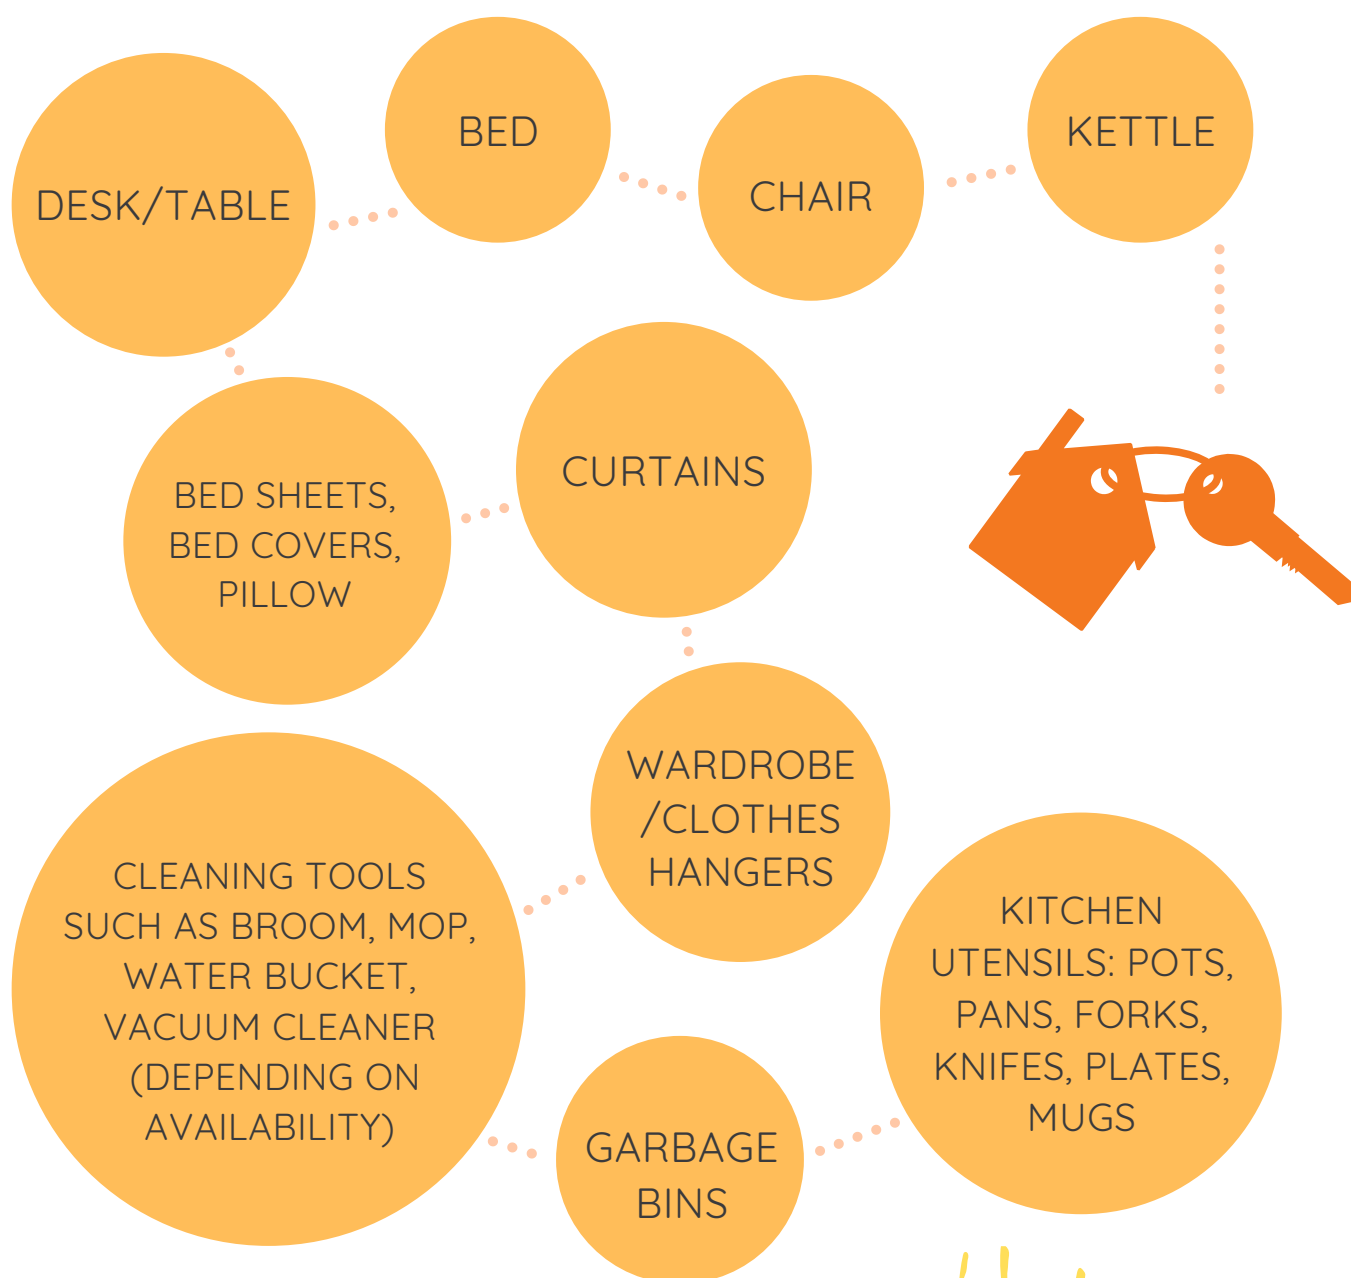 DESK/TABLE
BED
CHAIR
KETTLE
BED SHEETS,
BED COVERS,
PILLOW
CURTAINS
WARDROBE
/CLOTHES
HANGERS
CLEANING TOOLS
SUCH AS BROOM, MOP,
WATER BUCKET,
VACUUM CLEANER
(DEPENDING ON
AVAILABILITY)
GARBAGE
BINS
KITCHEN
UTENSILS: POTS,
PANS, FORKS,
KNIFES, PLATES,
MUGS